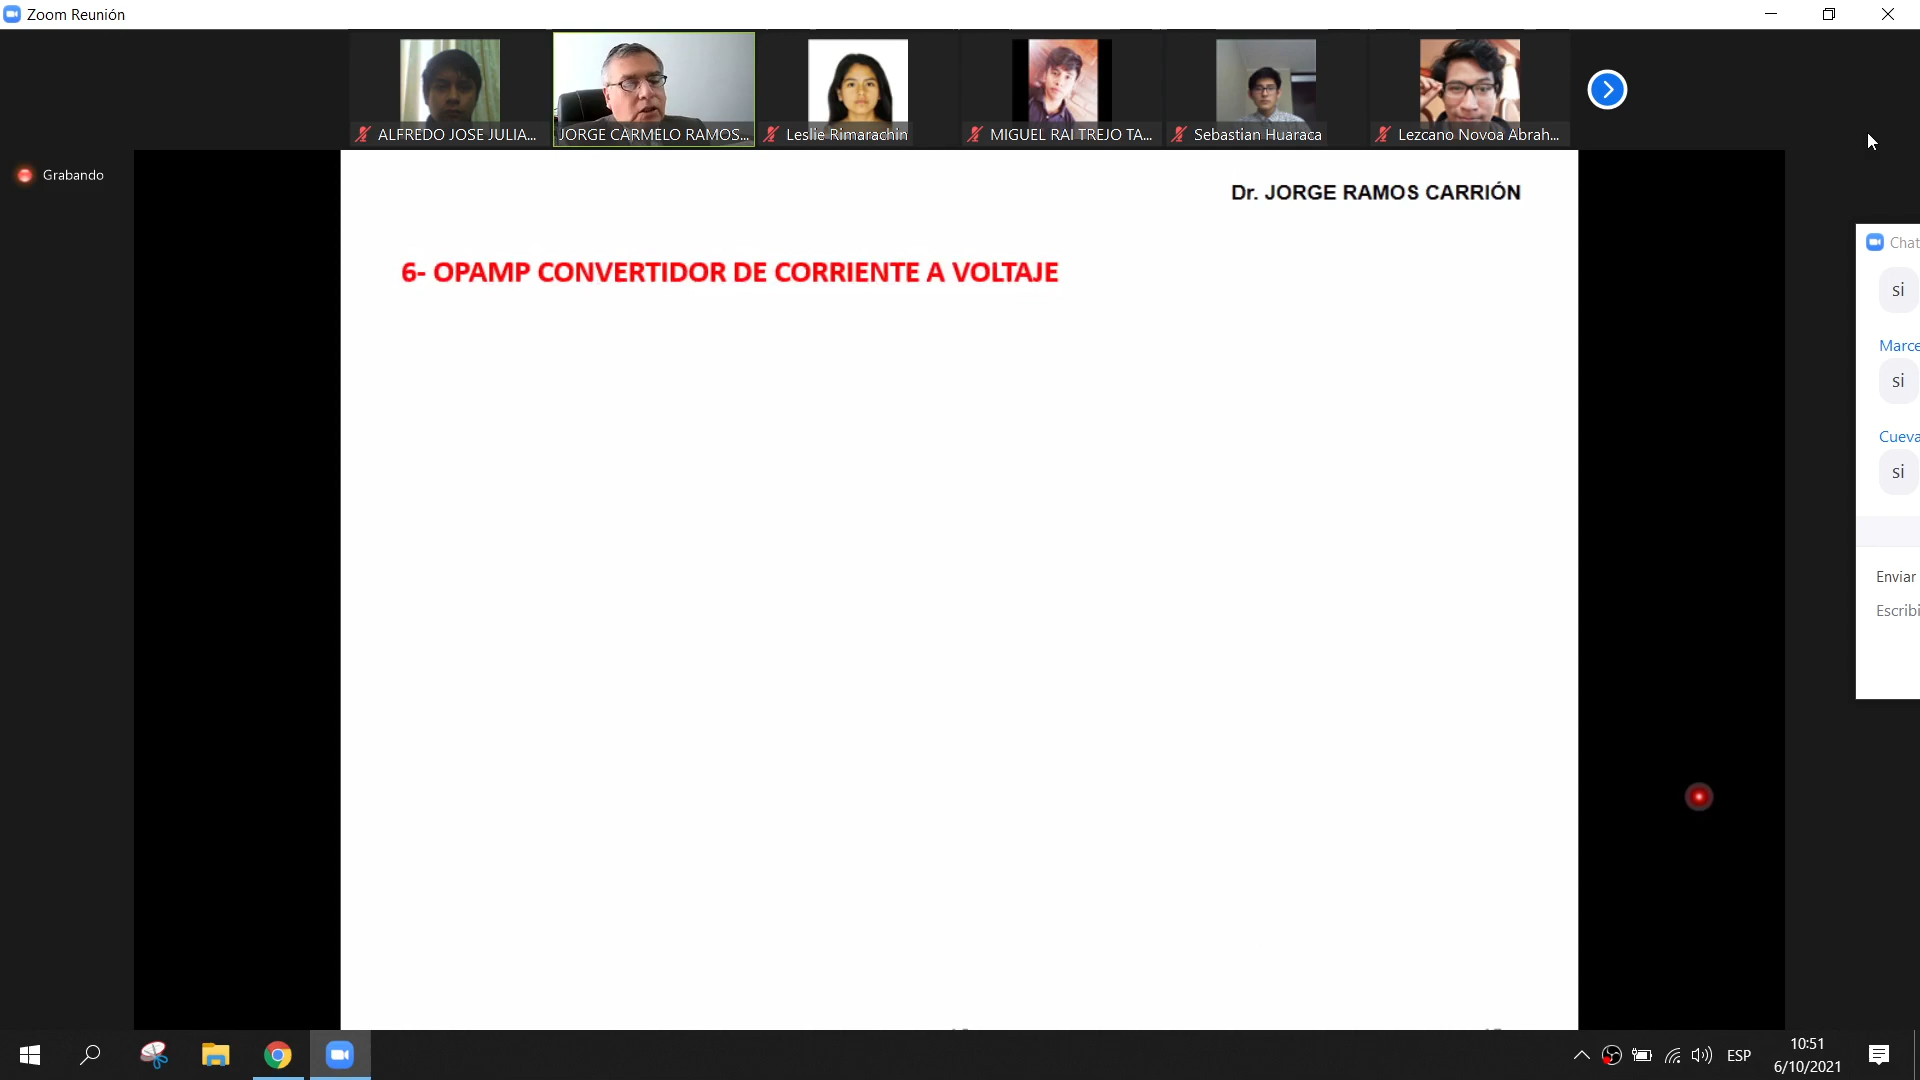 Zoom Reunión
ALFREDO JOSE JULIA...
JORGE CARMELO RAMOS...
Leslie Rimarachin
MIGUEL RAI TREJO TA...
Sebastian Huaraca
Lezcano Novoa Abrah...
Grabando
Dr. JORGE RAMOS CARRIÓN
6- OPAMP CONVERTIDOR DE CORRIENTE A VOLTAJE
Chat
si
Marce
si
Cueva
si
Enviar
Escribi
ESP
10:51
6/10/2021